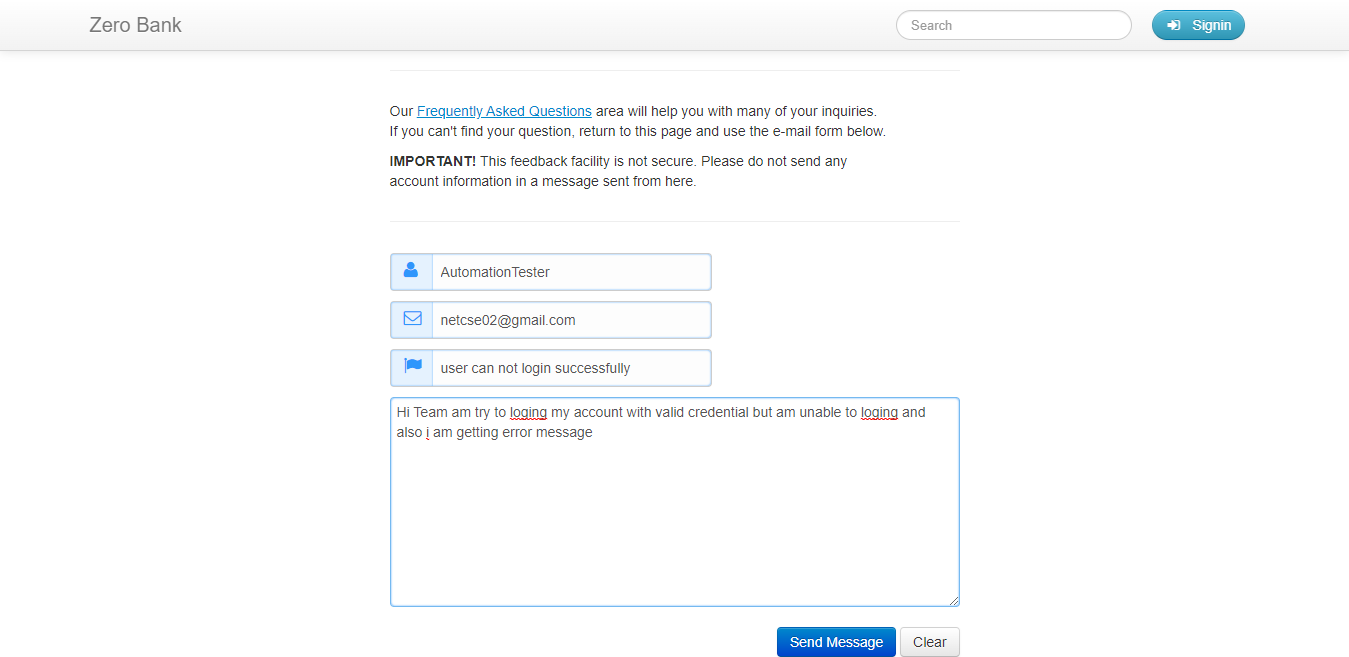 Zero Bank
Search
Signin
Our Frequently Asked Questions area will help you with many of your inquiries.
If you can't find your question, return to this page and use the e-mail form below.
IMPORTANT! This feedback facility is not secure. Please do not send any
account information in a message sent from here.
AutomationTester
netcse02@gmail.com
user can not login successfully
Hi Team am try to loging my account with valid credential but am unable to loging and
also i am getting error message
Send Message
Clear